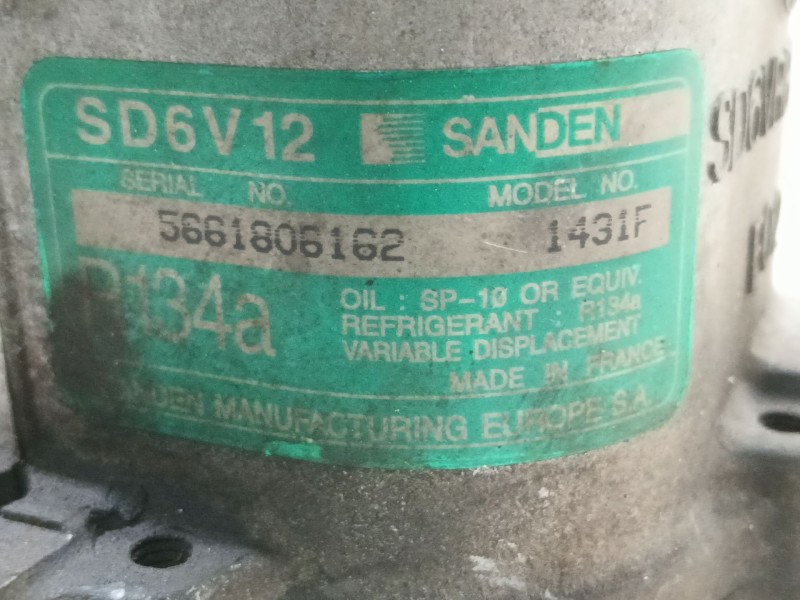 SD6V12 SANDEN
SERIAL NO. MODEL NO.
5661806162 1431F
R134a
OIL : SP-10 OR EQUIV.
REFRIGERANT : R134a
VARIABLE DISPLACEMENT
MADE IN FRANCE
SANDEN MANUFACTURING EUROPE S.A.